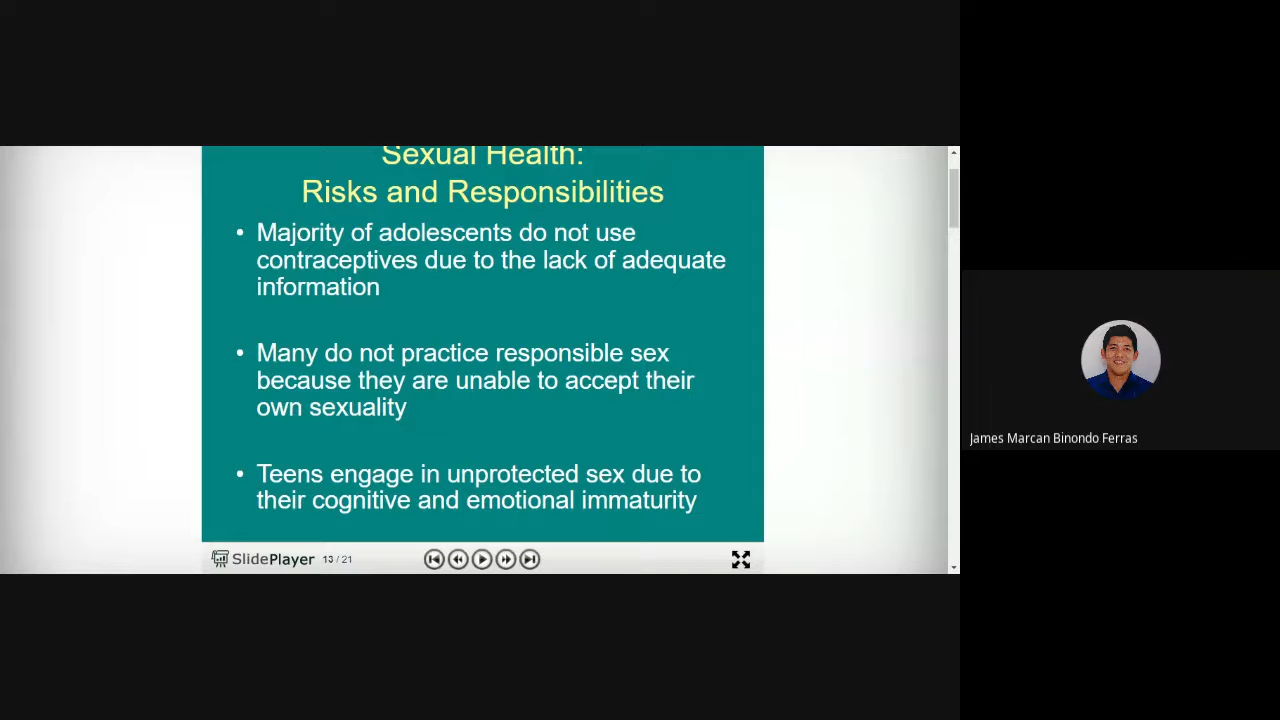 Sexual Health:
Risks and Responsibilities
• Majority of adolescents do not use
contraceptives due to the lack of adequate
information
• Many do not practice responsible sex
because they are unable to accept their
own sexuality
• Teens engage in unprotected sex due to
their cognitive and emotional immaturity
SlidePlayer 13 / 21
James Marcan Binondo Ferras